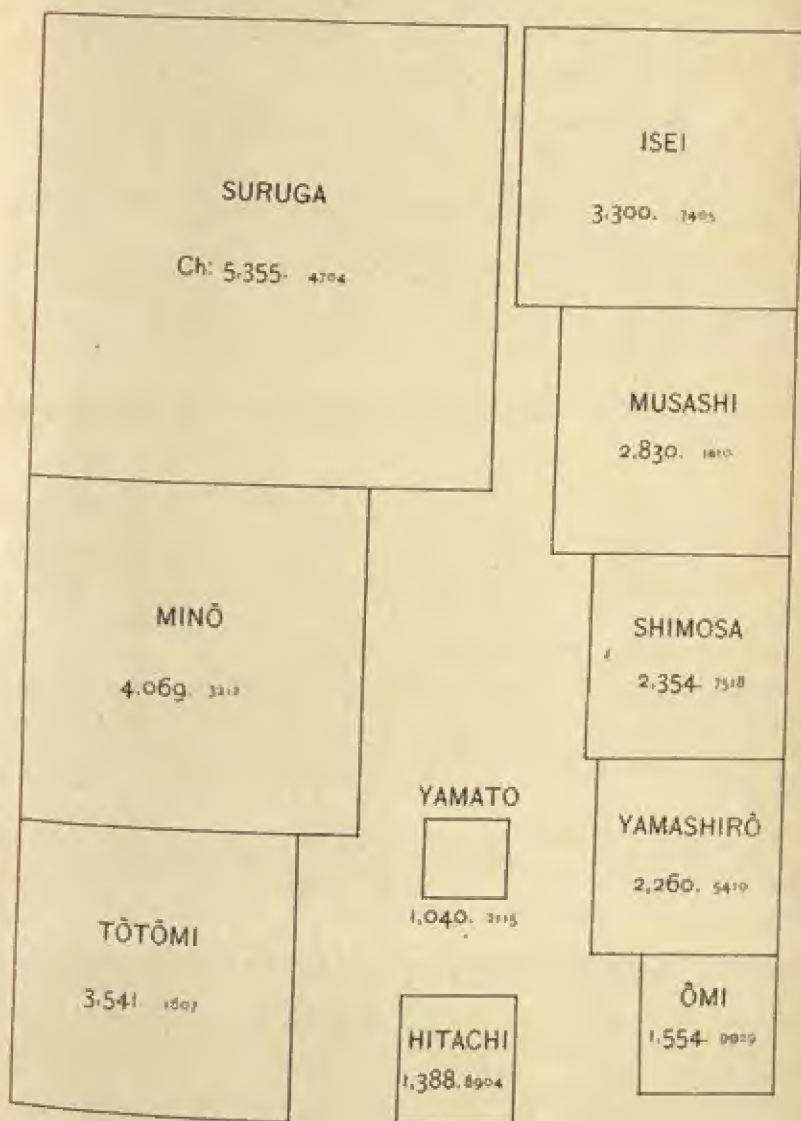 SURUGA
Ch: 5,355. 4704
MINÔ
4.069.
TÔTÔMI
3,541.
YAMATO
1,040.
HITACHI
1,388. 8904
ISEI
3,300. 7405
MUSASHI
2,830.
SHIMOSA
2,354. 7518
YAMASHIRÔ
2,260. 5410
ÔMI
1,554.